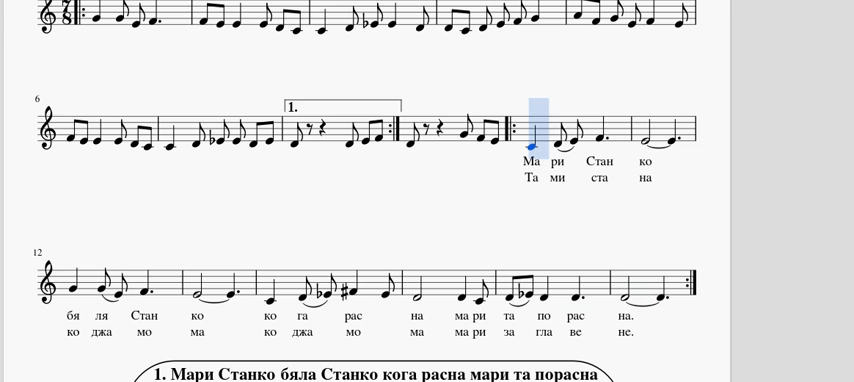 7
8
6
1.
Ма ри Стан ко
Та ми ста на
12
бя ля Стан ко ко га рас на ма ри та по рас на.
ко джа мо ма ко джа мо ма ма ри за гла ве не.
1. Мари Станко бяла Станко кога расна мари та порасна